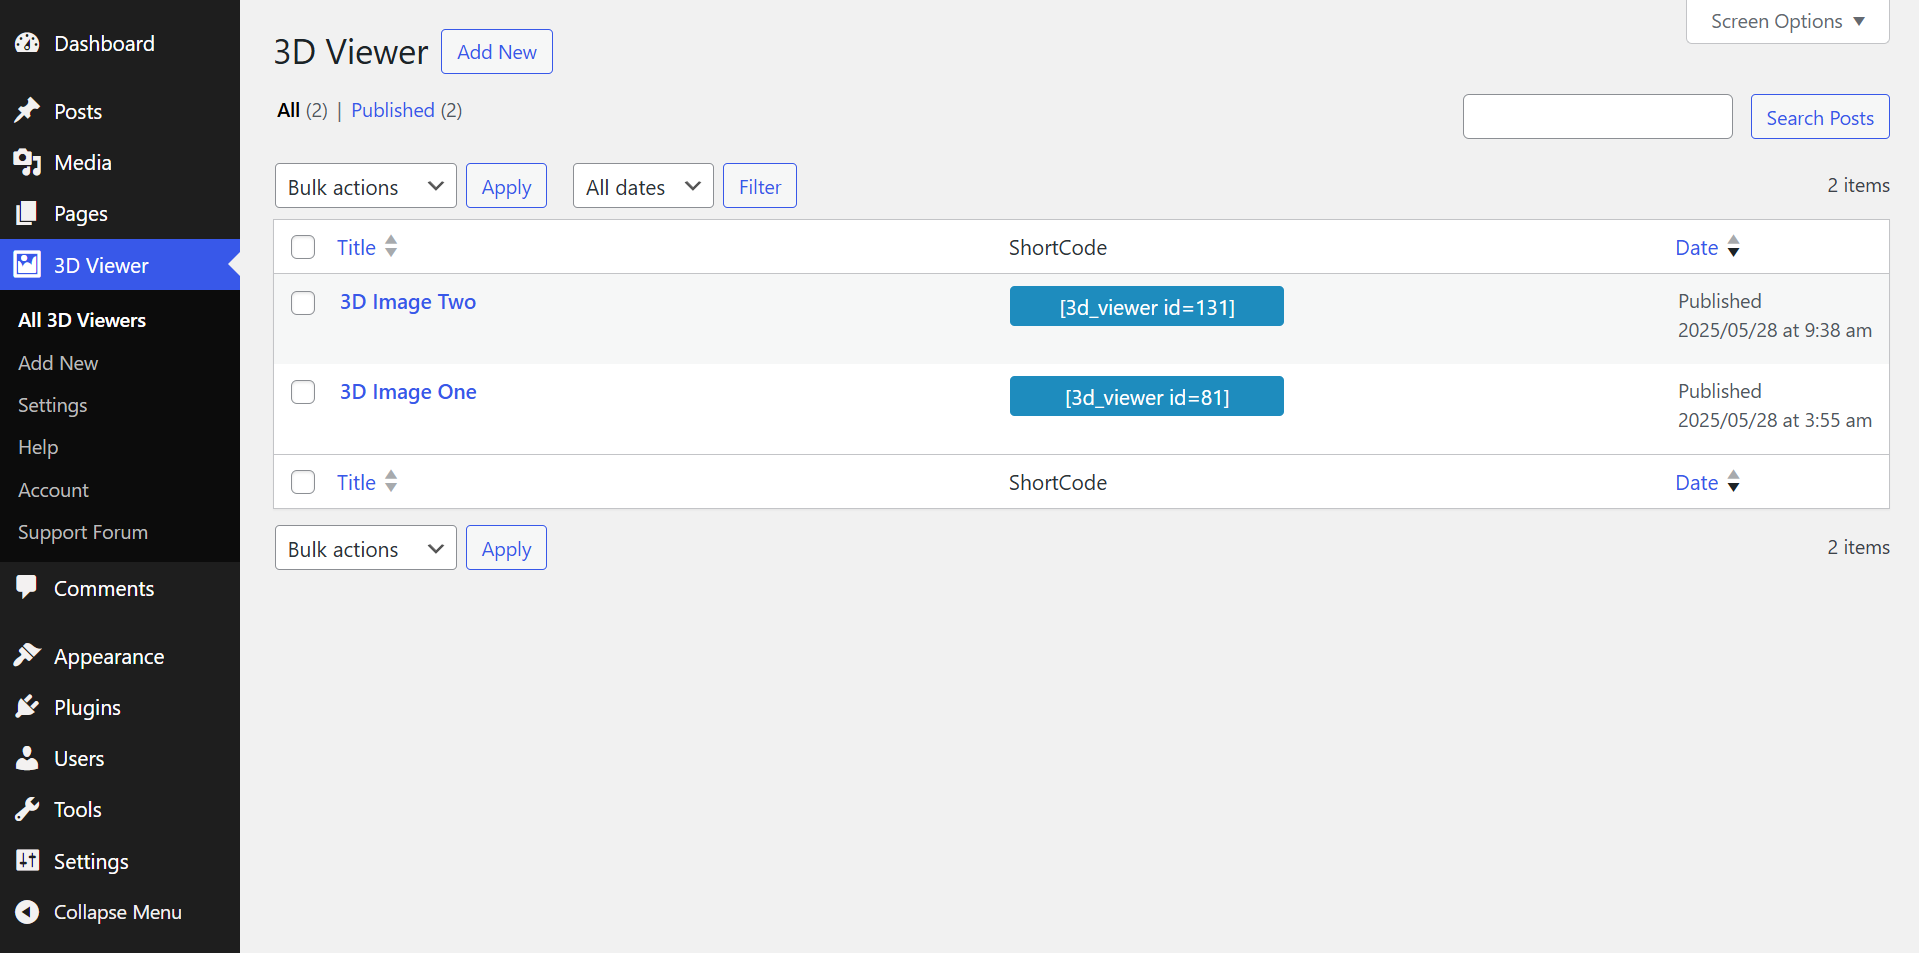 Dashboard
Posts
Media
Pages
3D Viewer
All 3D Viewers
Add New
Settings
Help
Account
Support Forum
Comments
Appearance
Plugins
Users
Tools
Settings
Collapse Menu
Screen Options
3D Viewer Add New
All (2) | Published (2)
Search Posts
Bulk actions Apply All dates Filter 2 items
Title ShortCode Date
3D Image Two [3d_viewer id=131] Published
2025/05/28 at 9:38 am
3D Image One [3d_viewer id=81] Published
2025/05/28 at 3:55 am
Title ShortCode Date
Bulk actions Apply 2 items